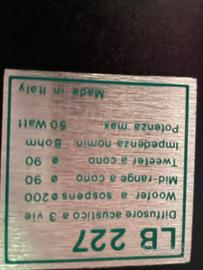 LB 227
Diffusore acustico a 3 vie
Woofer a sospens ø 200
Mid-range a cono ø 90
Tweeter a cono ø 90
Impedenza nomin 8ohm
Potenza max 50 Watt
Made in Italy